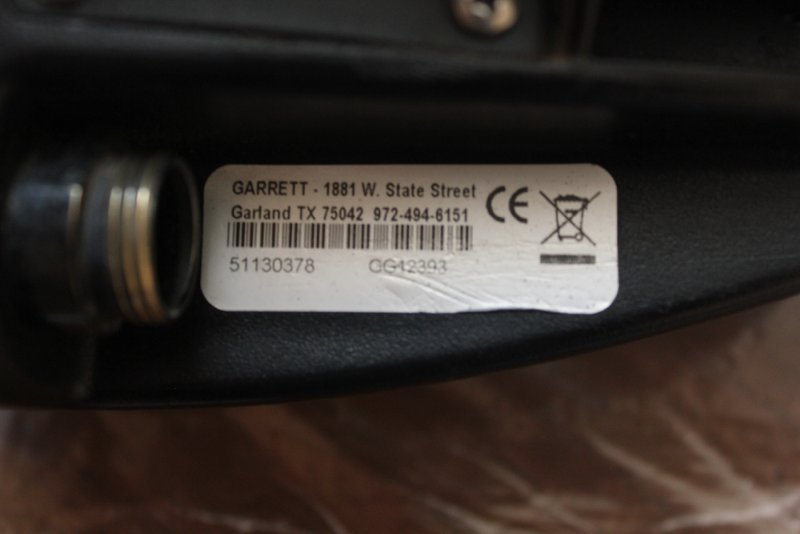 GARRETT - 1881 W. State Street
Garland TX 75042 972-494-6151
CE
51130378